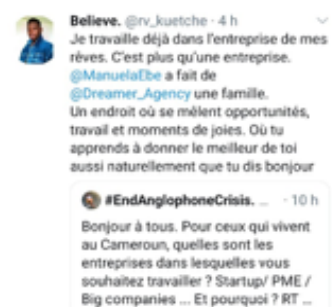 Believe. @rv_kuetche · 4 h
Je travaille déjà dans l'entreprise de mes
rêves. C'est plus qu'une entreprise.
@ManuelaEbe a fait de
@Dreamer_Agency une famille.
Un endroit où se mêlent opportunités,
travail et moments de joies. Où tu
apprends à donner le meilleur de toi
aussi naturellement que tu dis bonjour
#EndAnglophoneCrisis. ... · 10 h
Bonjour à tous. Pour ceux qui vivent
au Cameroun, quelles sont les
entreprises dans lesquelles vous
souhaitez travailler ? Startup/ PME /
Big companies ... Et pourquoi ? RT ...